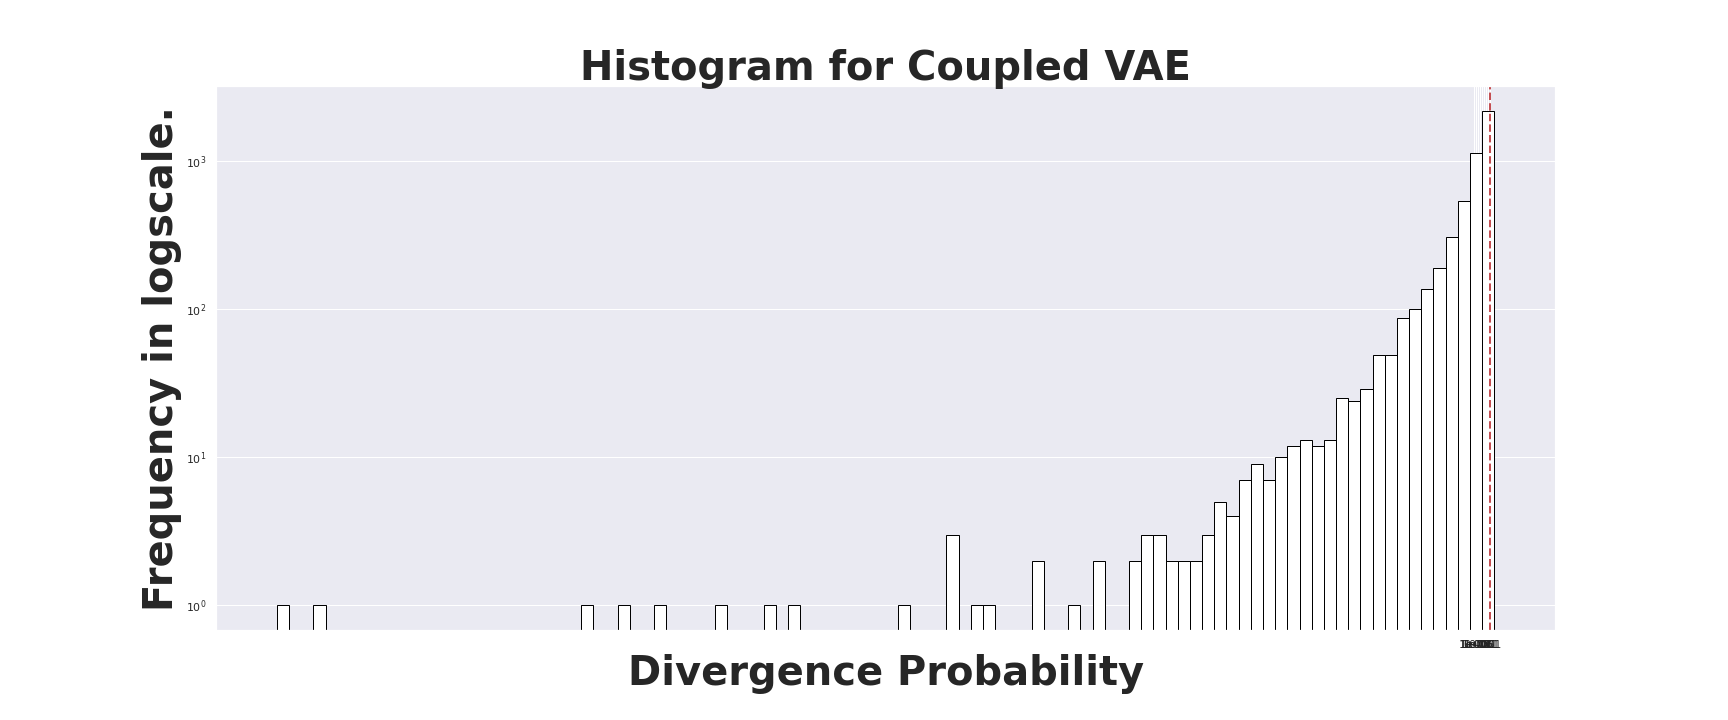 Histogram for Coupled VAE
Frequency in logscale.
10³
10²
10¹
10⁰
Divergence Probability